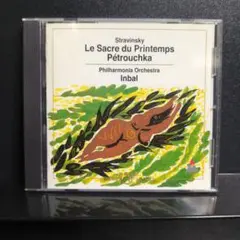 Stravinsky
Le Sacre du Printemps
Pétrouchka
Philharmonia Orchestra
Inbal